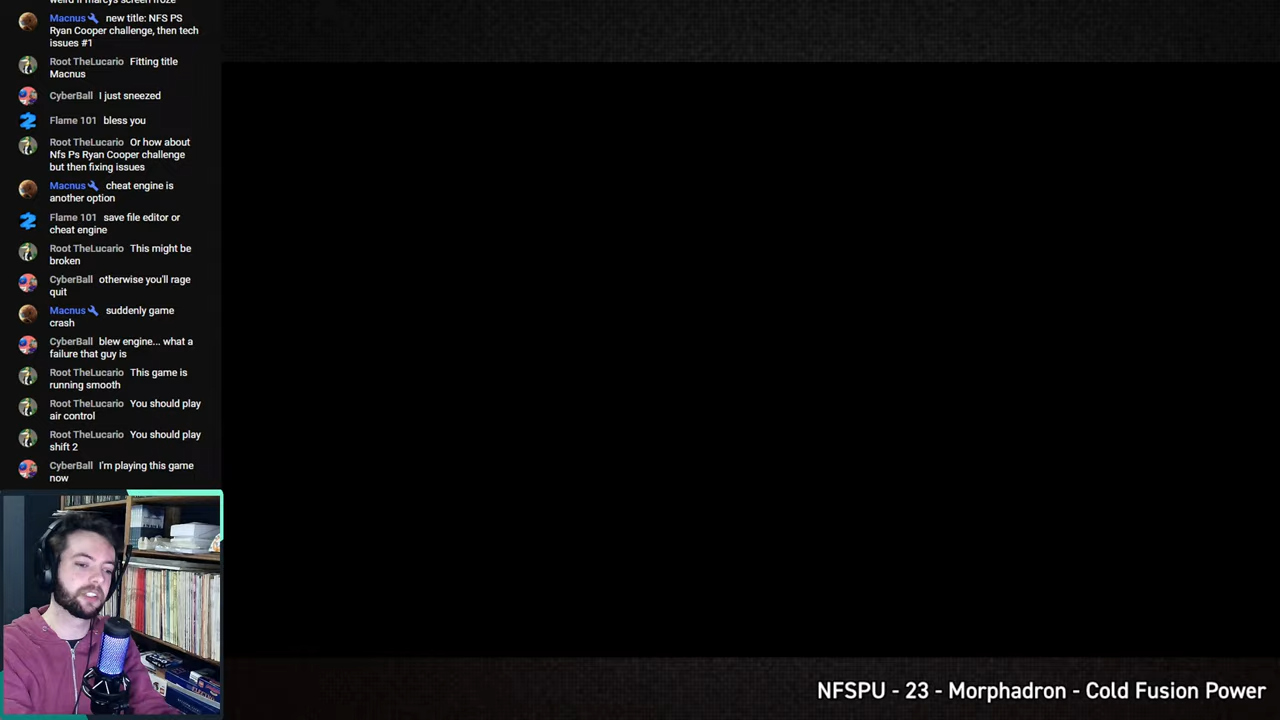 weird if marcys screen froze
Macnus new title: NFS PS
Ryan Cooper challenge, then tech
issues #1
Root TheLucario Fitting title
Macnus
CyberBall I just sneezed
Flame 101 bless you
Root TheLucario Or how about
Nfs Ps Ryan Cooper challenge
but then fixing issues
Macnus cheat engine is
another option
Flame 101 save file editor or
cheat engine
Root TheLucario This might be
broken
CyberBall otherwise you'll rage
quit
Macnus suddenly game
crash
CyberBall blew engine... what a
failure that guy is
Root TheLucario This game is
running smooth
Root TheLucario You should play
air control
Root TheLucario You should play
shift 2
CyberBall I'm playing this game
now
NFSPU - 23 - Morphadron - Cold Fusion Power